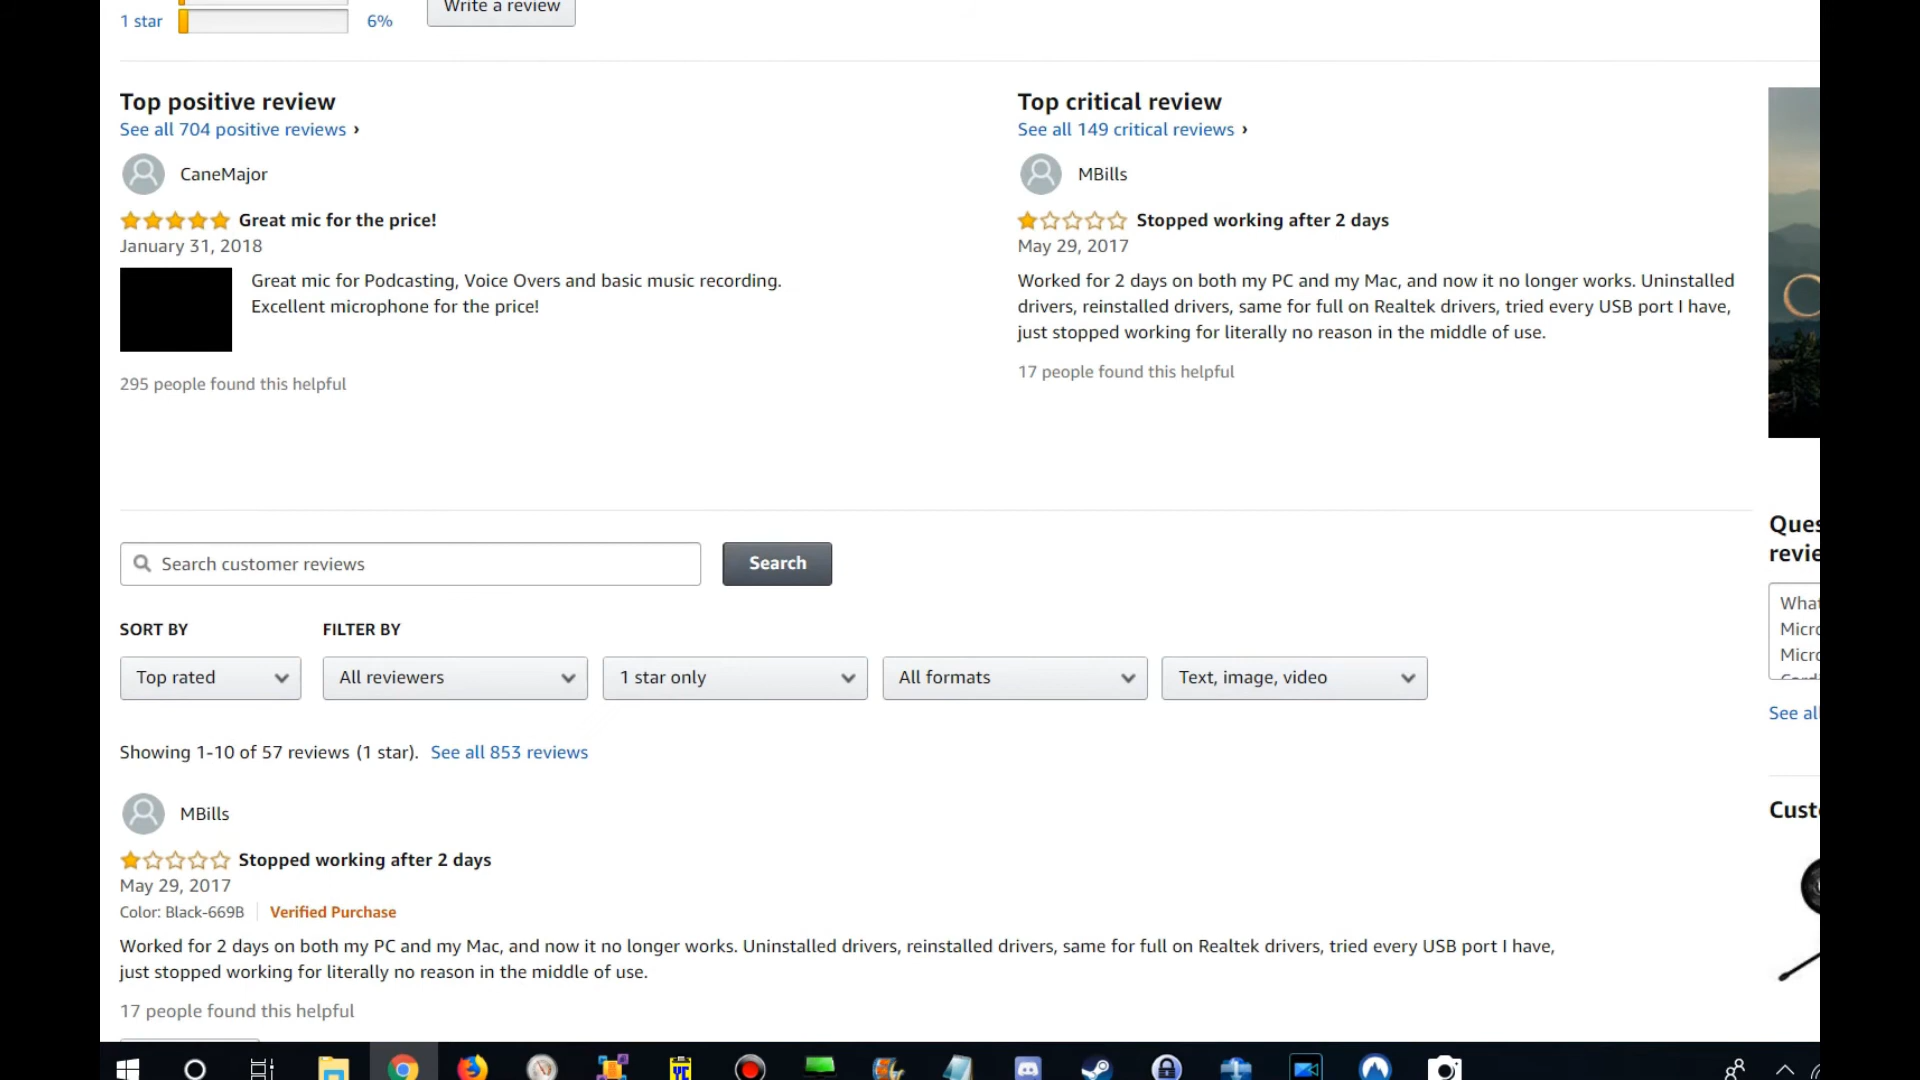 1 star 6% Write a review
Top positive review
See all 704 positive reviews ›
CaneMajor
Great mic for the price!
January 31, 2018
Great mic for Podcasting, Voice Overs and basic music recording.
Excellent microphone for the price!
295 people found this helpful
Top critical review
See all 149 critical reviews ›
MBills
Stopped working after 2 days
May 29, 2017
Worked for 2 days on both my PC and my Mac, and now it no longer works. Uninstalled
drivers, reinstalled drivers, same for full on Realtek drivers, tried every USB port I have,
just stopped working for literally no reason in the middle of use.
17 people found this helpful
Search customer reviews
Search
SORT BY FILTER BY
Top rated All reviewers 1 star only All formats Text, image, video
Showing 1-10 of 57 reviews (1 star). See all 853 reviews
MBills
Stopped working after 2 days
May 29, 2017
Color: Black-669B Verified Purchase
Worked for 2 days on both my PC and my Mac, and now it no longer works. Uninstalled drivers, reinstalled drivers, same for full on Realtek drivers, tried every USB port I have,
just stopped working for literally no reason in the middle of use.
17 people found this helpful
See al